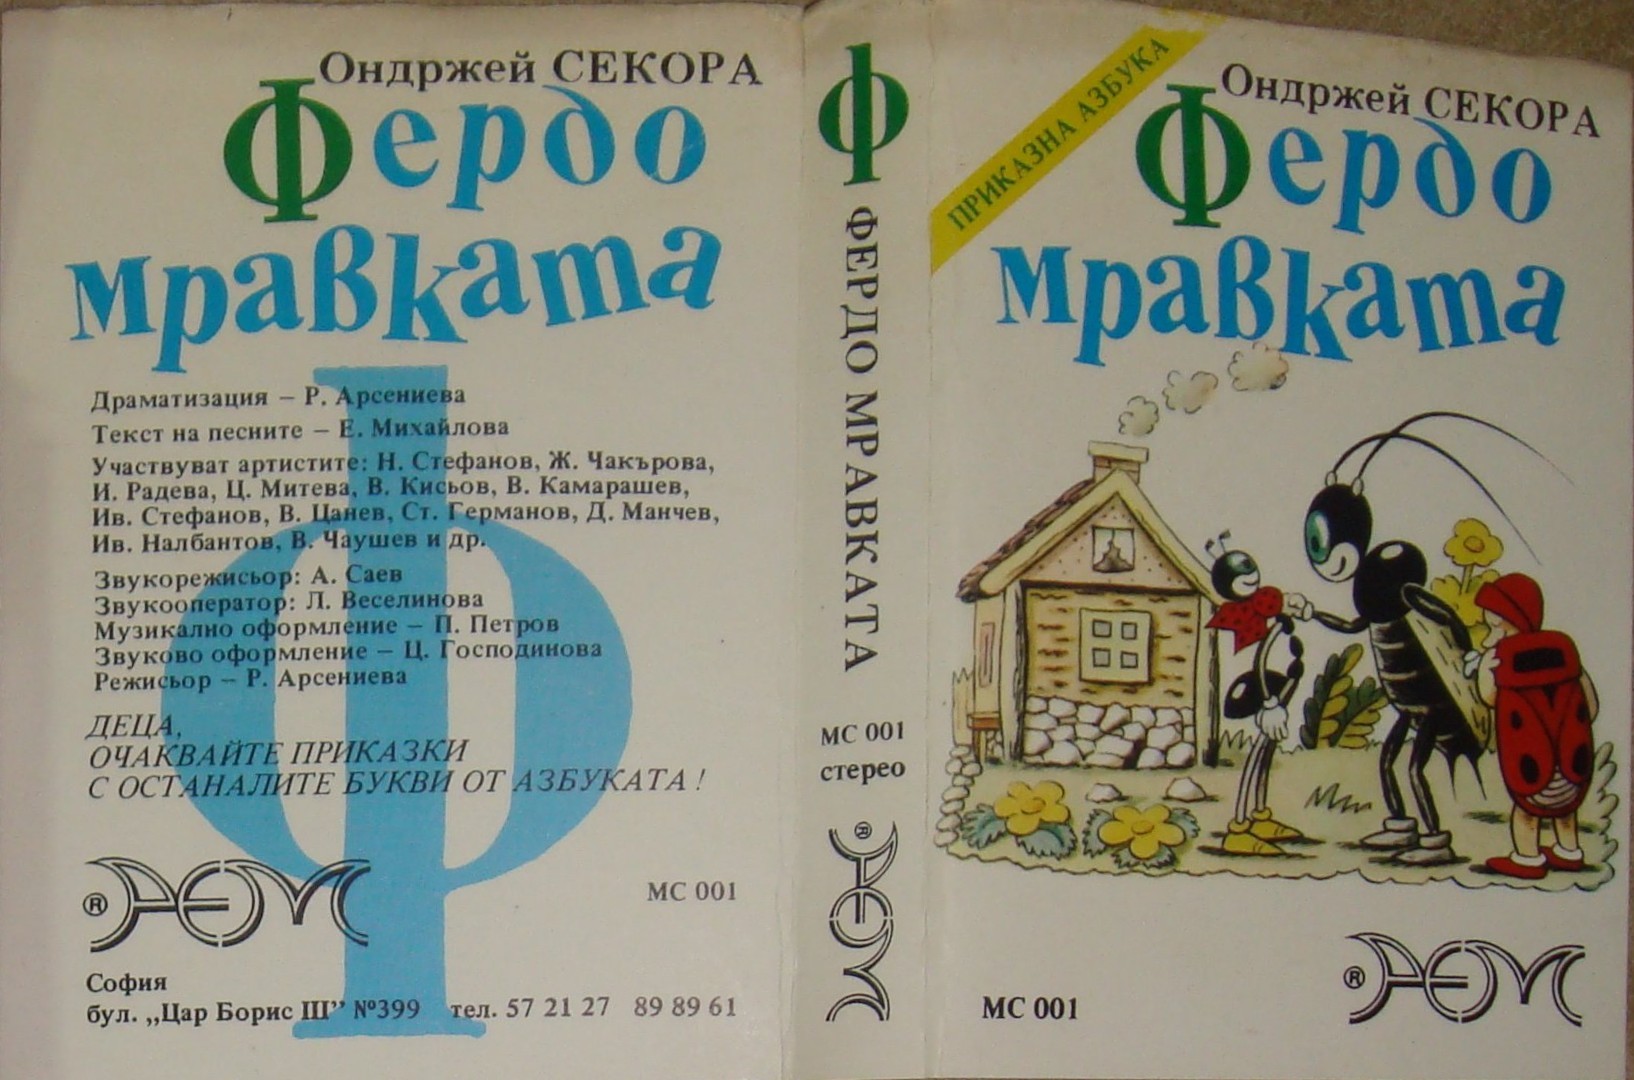 Ондржей СЕКОРА
Фердо
мравката
Драматизация – Р. Арсениева
Текст на песните – Е. Михайлова
Участвуват артистите: Н. Стефанов, Ж. Чакърова,
И. Радева, Ц. Митева, В. Кисьов, В. Камарашев,
Ив. Стефанов, В. Цанев, Ст. Германов, Д. Манчев,
Ив. Налбантов, В. Чаушев и др.
Звукорежисьор: А. Саев
Звукооператор: Л. Веселинова
Музикално оформление – П. Петров
Звуково оформление – Ц. Господинова
Режисьор – Р. Арсениева
ДЕЦА,
ОЧАКВАЙТЕ ПРИКАЗКИ
С ОСТАНАЛИТЕ БУКВИ ОТ АЗБУКАТА!
Ф
® РЕМ
МС 001
София
бул. „Цар Борис III” №399 тел. 57 21 27 89 89 61
Ф
ФЕРДО МРАВКАТА
МС 001
стерео
® РЕМ
ПРИКАЗНА АЗБУКА
Ондржей СЕКОРА
Фердо
мравката
МС 001
® РЕМ